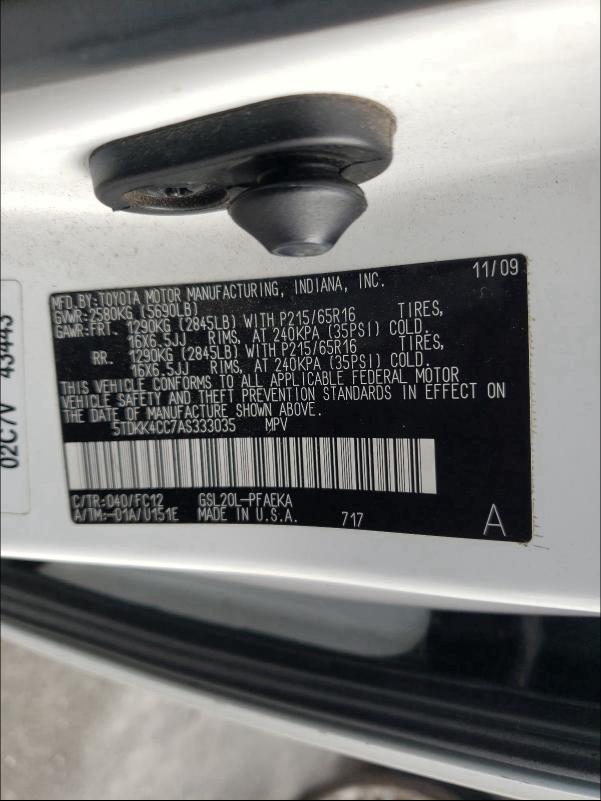 MFD.BY:TOYOTA MOTOR MANUFACTURING, INDIANA, INC. 11/09
GVWR:2580KG (5690LB)
GAWR:FRT. 1290KG (2845LB) WITH P215/65R16 TIRES,
16X6.5JJ RIMS, AT 240KPA (35PSI) COLD.
RR. 1290KG (2845LB) WITH P215/65R16 TIRES,
16X6.5JJ RIMS, AT 240KPA (35PSI) COLD.
THIS VEHICLE CONFORMS TO ALL APPLICABLE FEDERAL MOTOR
VEHICLE SAFETY AND THEFT PREVENTION STANDARDS IN EFFECT ON
THE DATE OF MANUFACTURE SHOWN ABOVE.
5TDKK4CC7AS333035 MPV
C/TR:040/FC12 GSL20L-PFAEKA
A/TM:-01A/U151E MADE IN U.S.A. 717 A
02C7V 43443